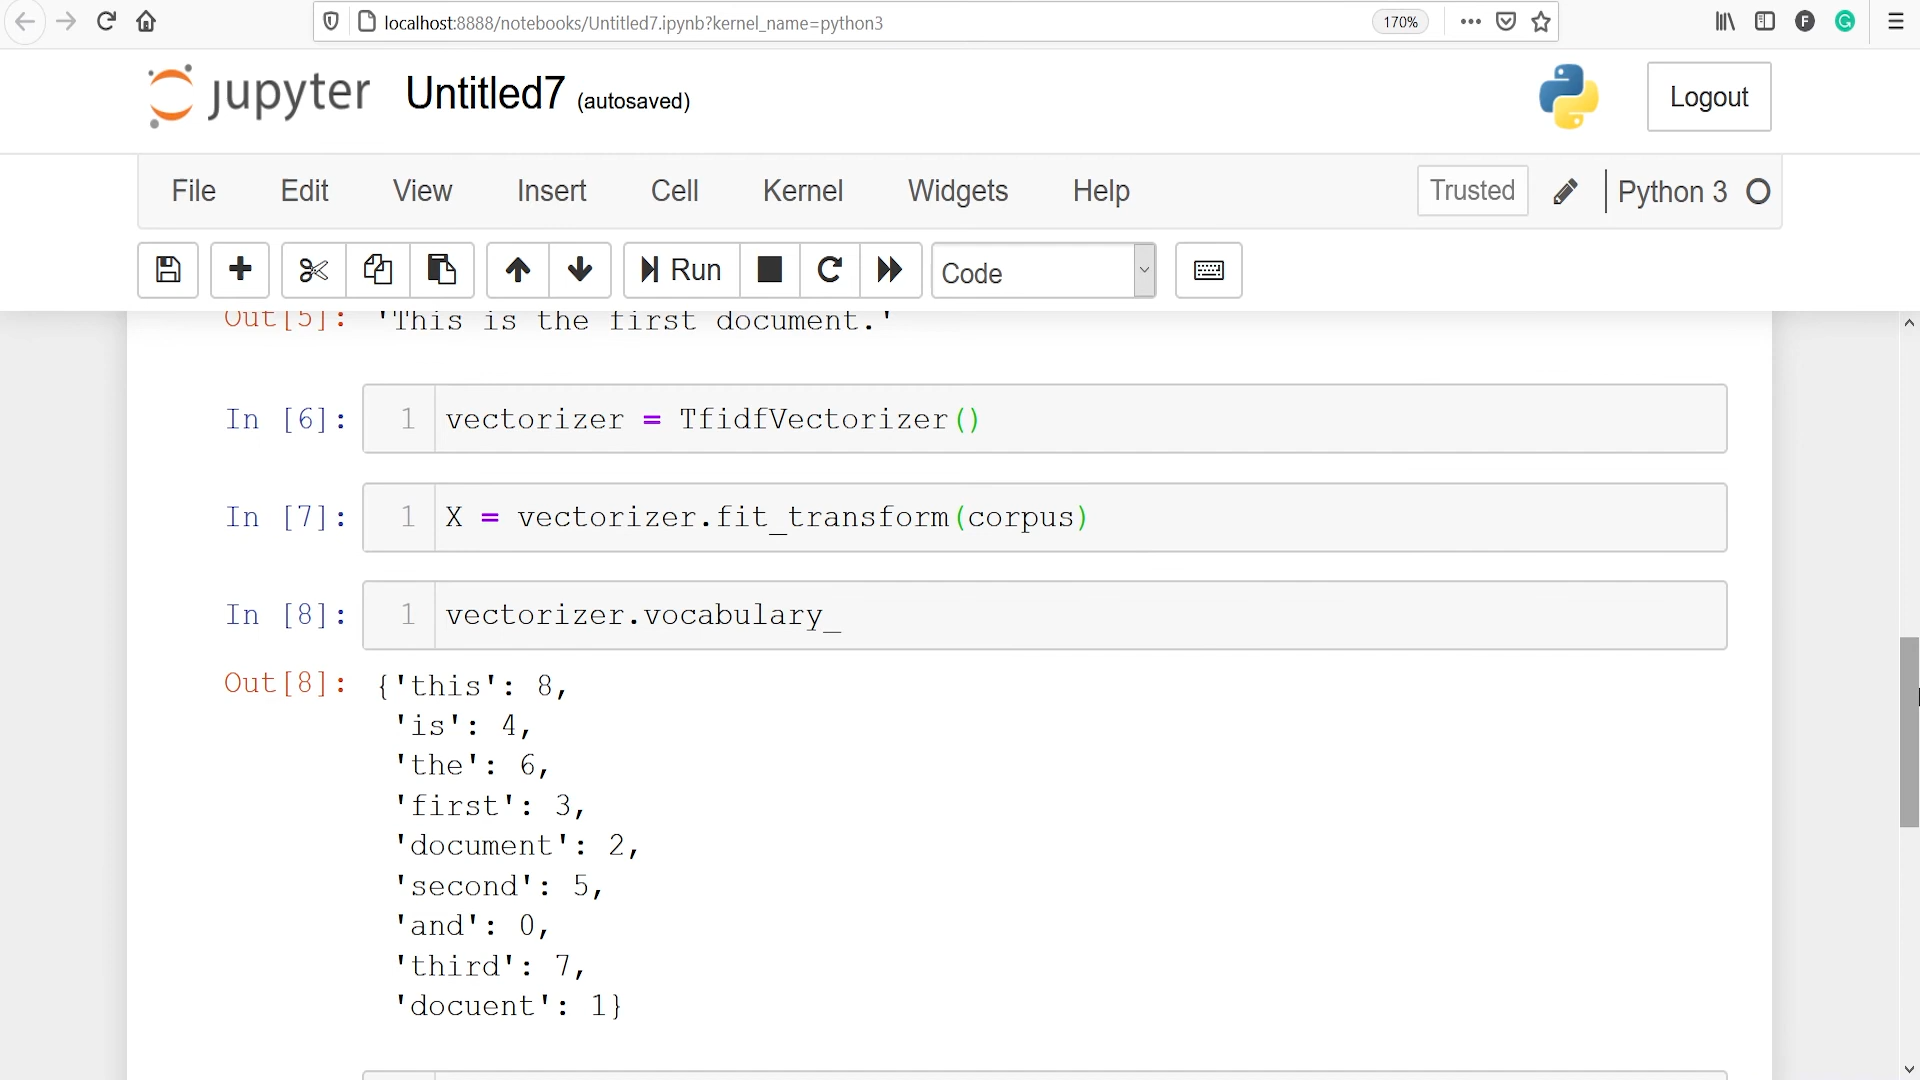 localhost:8888/notebooks/Untitled7.ipynb?kernel_name=python3
170%
F
G
jupyter Untitled7 (autosaved)
Logout
File Edit View Insert Cell Kernel Widgets Help
Trusted
Python 3
Run
Code
Out[5]: 'This is the first document.'
In [6]: 1 vectorizer = TfidfVectorizer()
In [7]: 1 X = vectorizer.fit_transform(corpus)
In [8]: 1 vectorizer.vocabulary_
Out[8]: {'this': 8,
'is': 4,
'the': 6,
'first': 3,
'document': 2,
'second': 5,
'and': 0,
'third': 7,
'docuent': 1}